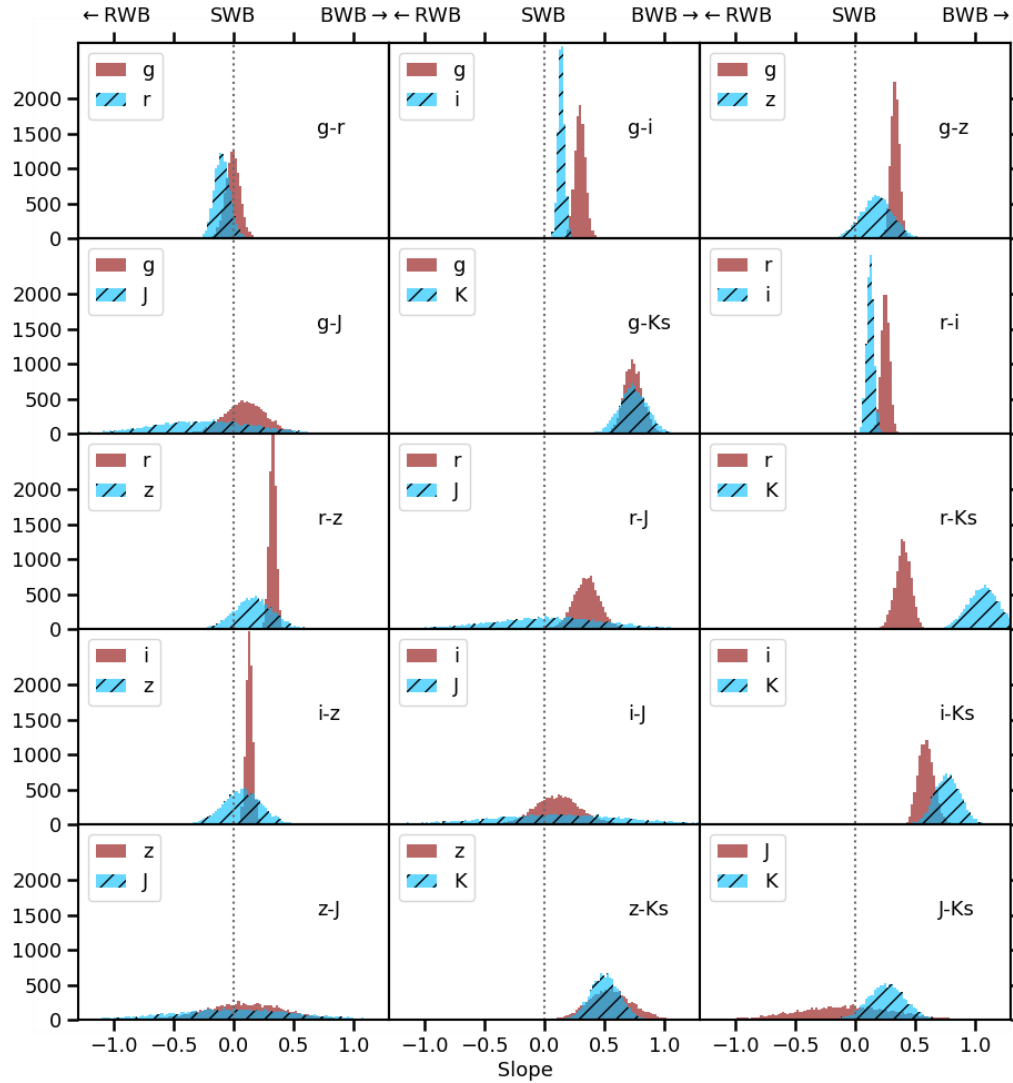 ← RWB SWB BWB → ← RWB SWB BWB → ← RWB SWB BWB →
2000 g g g
r i z
1500 g-r g-i g-z
1000
500
0
g g r
2000 J K i
1500 g-J g-Ks r-i
1000
500
0
r r r
2000 z J K
1500 r-z r-J r-Ks
1000
500
0
i i i
2000 z J K
1500 i-z i-J i-Ks
1000
500
0
z z J
2000 J K K
1500 z-J z-Ks J-Ks
1000
500
0
−1.0 −0.5 0.0 0.5 1.0 −1.0 −0.5 0.0 0.5 1.0 −1.0 −0.5 0.0 0.5 1.0
Slope